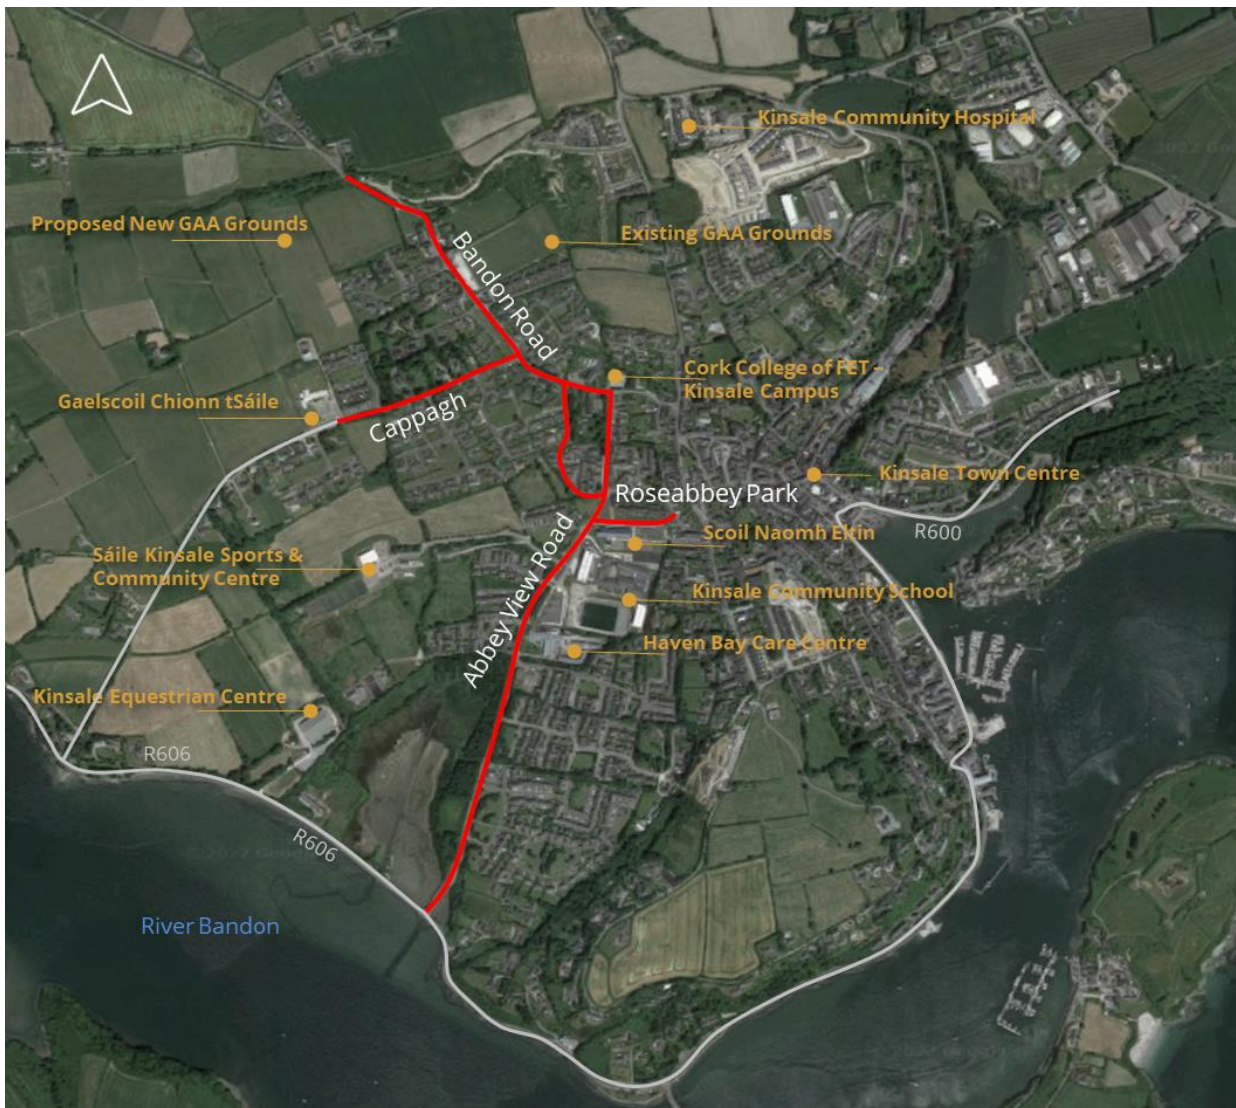 Kinsale Community Hospital
Proposed New GAA Grounds
Existing GAA Grounds
Bandon Road
Cork College of FET –
Kinsale Campus
Gaelscoil Chionn tSáile
Cappagh
Kinsale Town Centre
Roseabbey Park
R600
Scoil Naomh Eltin
Sáile Kinsale Sports &
Community Centre
Abbey View Road
Kinsale Community School
Haven Bay Care Centre
Kinsale Equestrian Centre
R606
R606
River Bandon